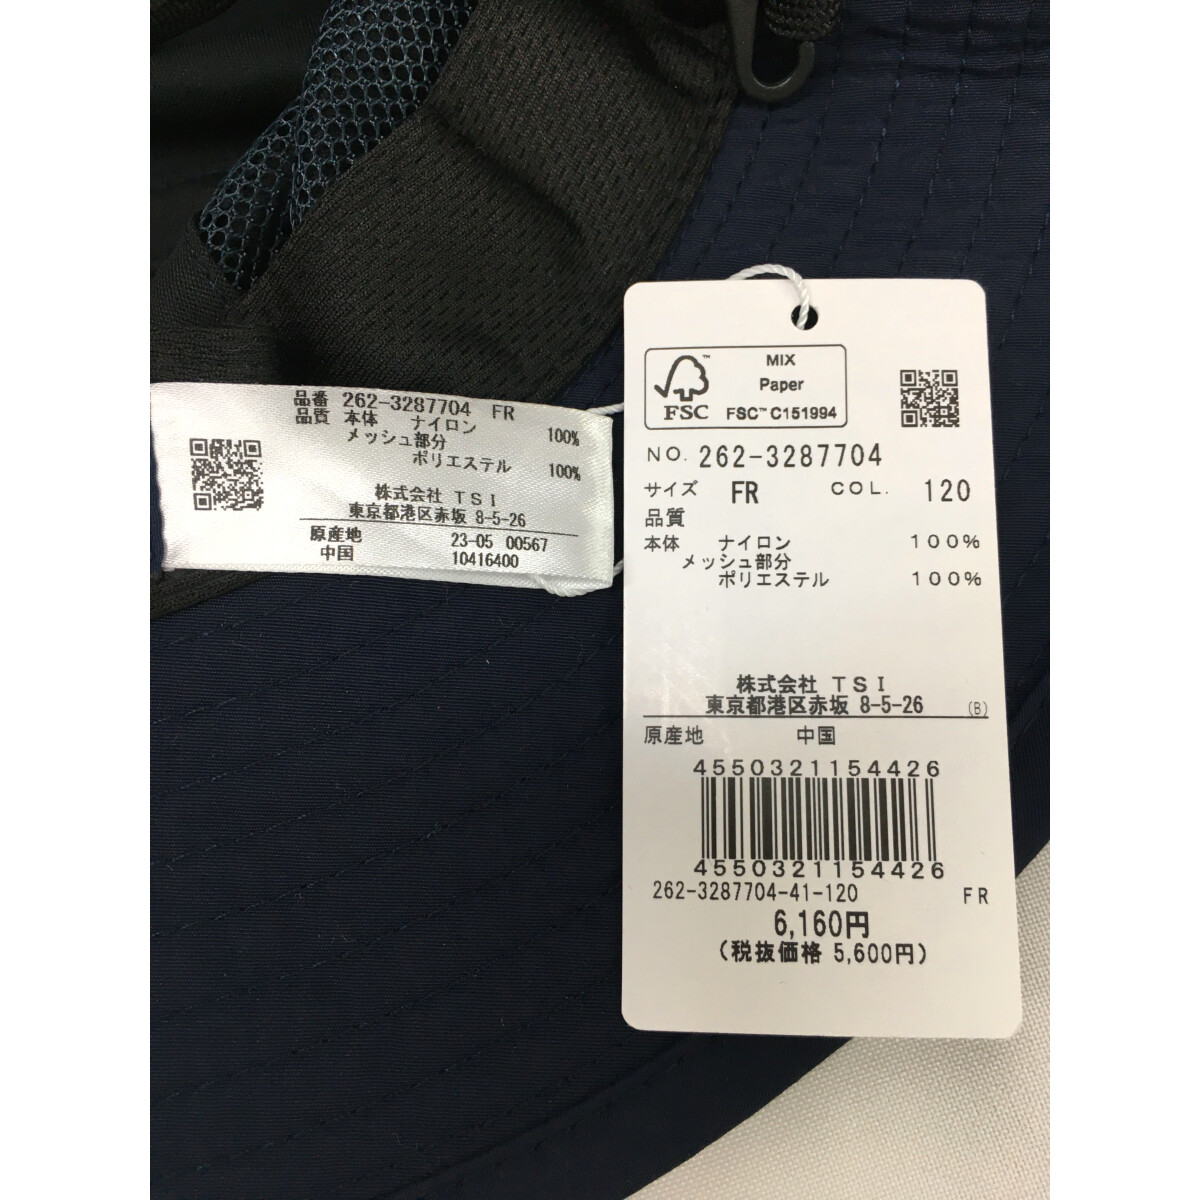 品番 262-3287704 FR
品質 本体 ナイロン 100%
メッシュ部分
ポリエステル 100%
株式会社 TSI
東京都港区赤坂 8-5-26
原産地 23-05 00567
中国 10416400
FSC™
MIX
Paper
FSC™ C151994
NO. 262-3287704
サイズ FR COL. 120
品質
本体 ナイロン 100%
メッシュ部分
ポリエステル 100%
株式会社 TSI
東京都港区赤坂 8-5-26 (B)
原産地 中国
4550321154426
4550321154426
262-3287704-41-120 FR
6,160円
(税抜価格 5,600円)